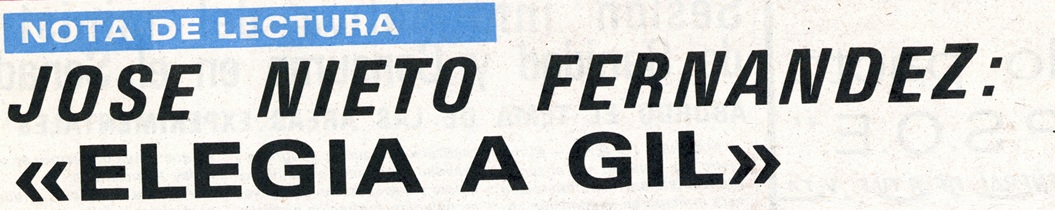 NOTA DE LECTURA
JOSE NIETO FERNANDEZ:
«ELEGIA A GIL»